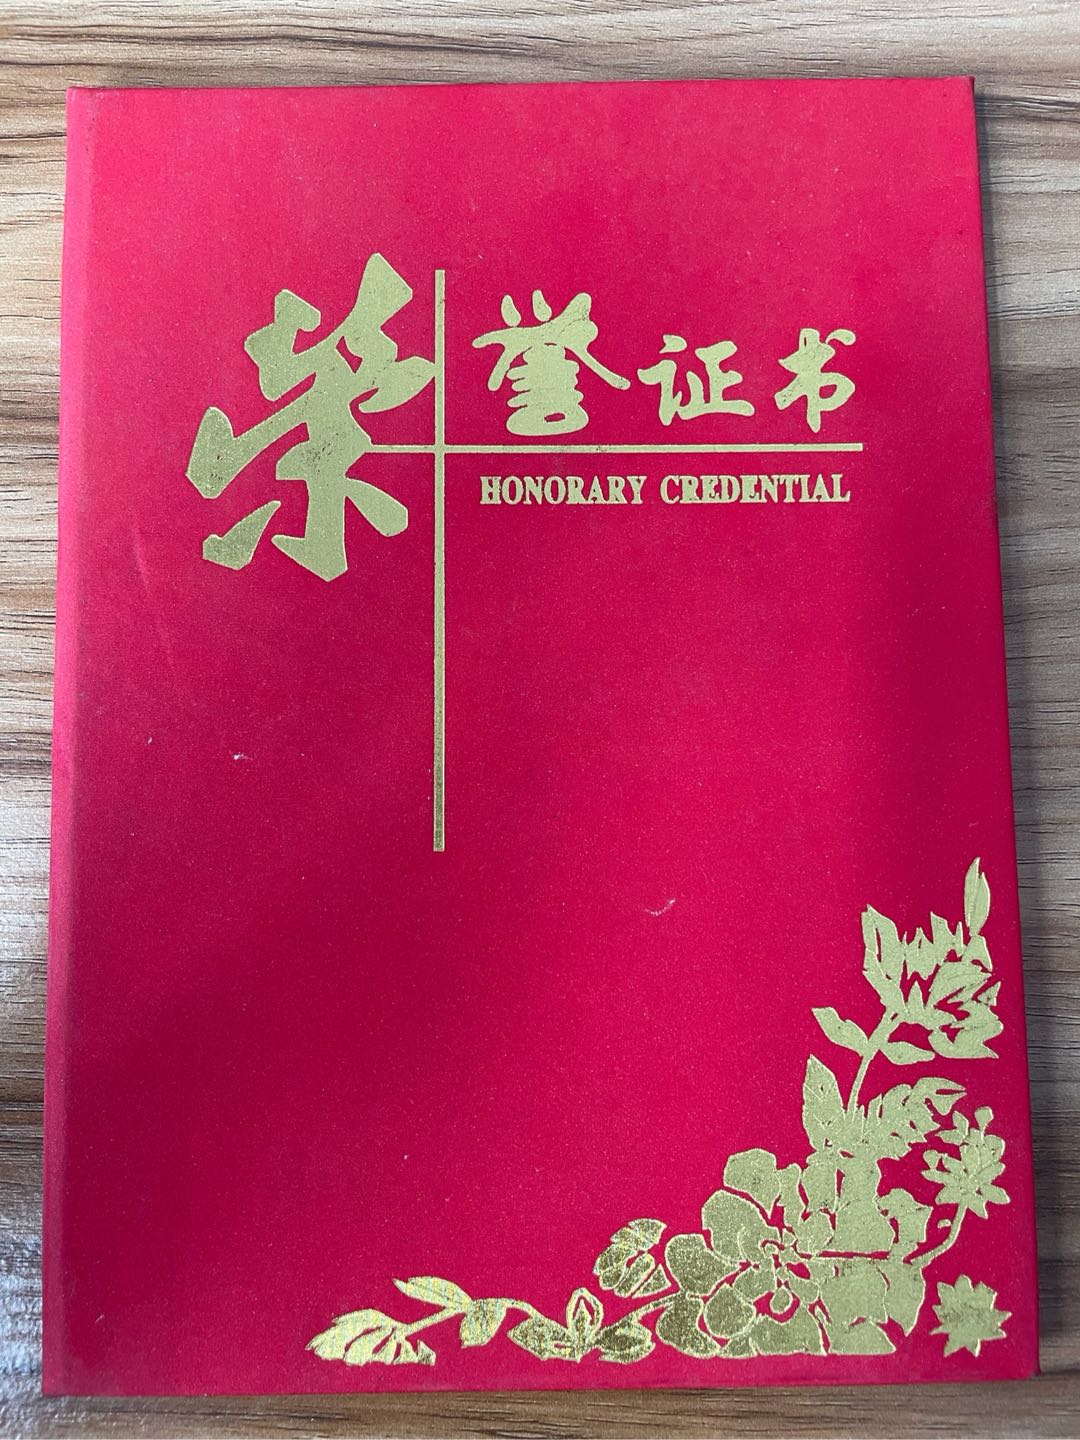 荣誉证书
HONORARY CREDENTIAL